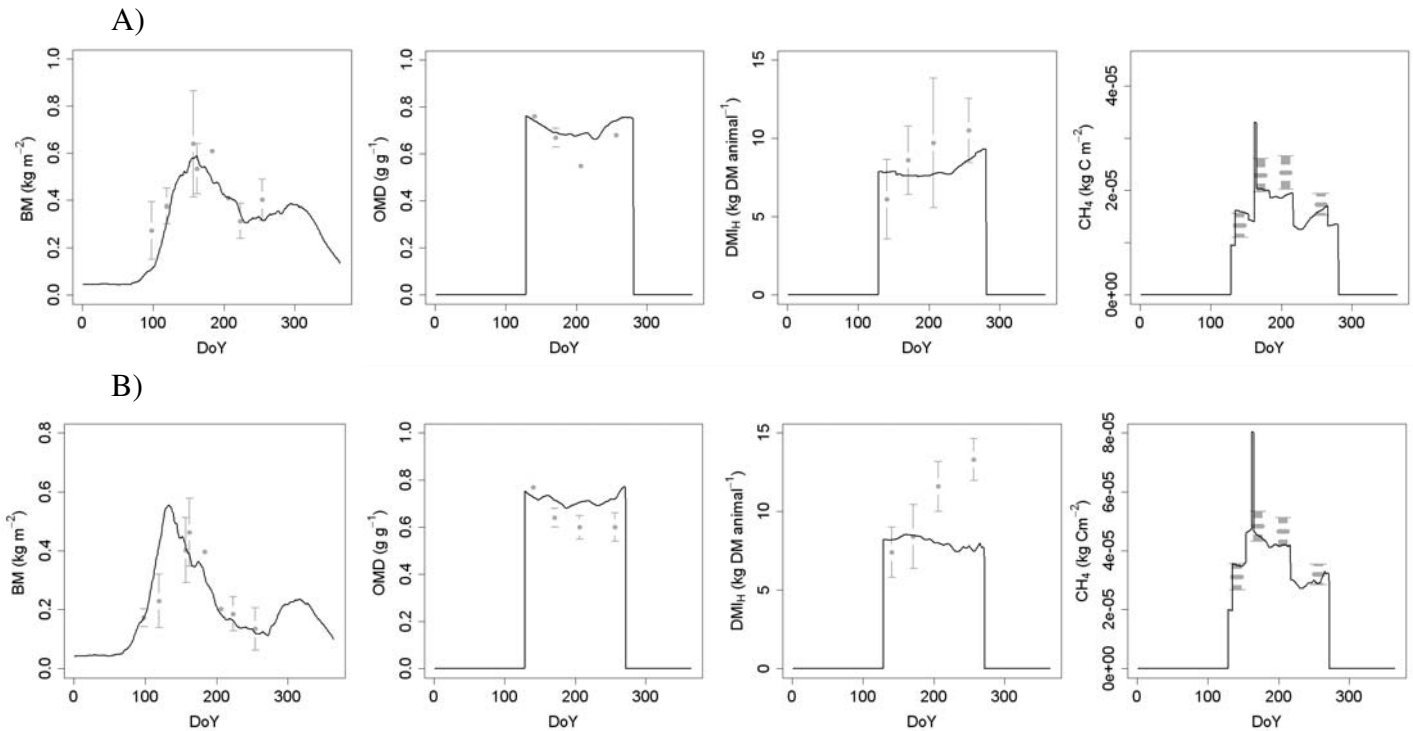 A)
BM (kg m⁻²)
1.0
0.8
0.6
0.4
0.2
0.0
0 100 200 300
DoY
OMD (g g⁻¹)
1.0
0.8
0.6
0.4
0.2
0.0
0 100 200 300
DoY
DMI_H (kg DM animal⁻¹)
15
10
5
0
0 100 200 300
DoY
CH₄ (kg C m⁻²)
4e-05
2e-05
0e+00
0 100 200 300
DoY
B)
BM (kg m⁻²)
0.8
0.6
0.4
0.2
0.0
0 100 200 300
DoY
OMD (g g⁻¹)
1.0
0.8
0.6
0.4
0.2
0.0
0 100 200 300
DoY
DMI_H (kg DM animal⁻¹)
15
10
5
0
0 100 200 300
DoY
CH₄ (kg Cm⁻²)
8e-05
6e-05
4e-05
2e-05
0e+00
0 100 200 300
DoY